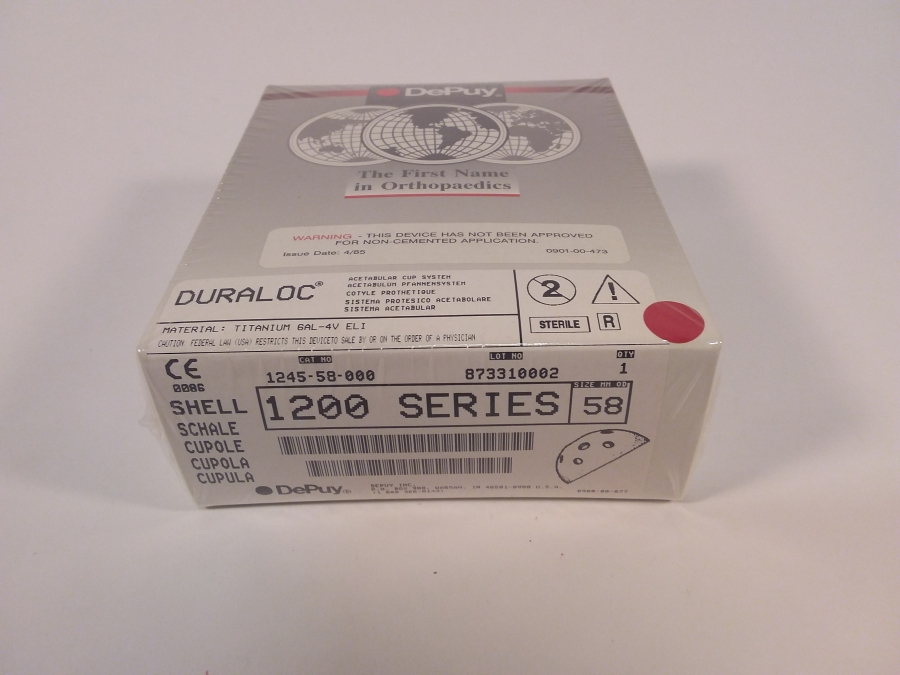 DePuy
The First Name
in Orthopaedics
WARNING - THIS DEVICE HAS NOT BEEN APPROVED
FOR NON-CEMENTED APPLICATION.
Issue Date: 4/85 0901-00-473
DURALOC®
ACETABULAR CUP SYSTEM
ACETABULUM PFANNENSYSTEM
COTYLE PROTHETIQUE
SISTEMA PROTESICO ACETABOLARE
SISTEMA ACETABULAR
2
STERILE R
MATERIAL: TITANIUM 6AL-4V ELI
CAUTION: FEDERAL LAW (USA) RESTRICTS THIS DEVICETO SALE BY OR ON THE ORDER OF A PHYSICIAN
CE
0086
CAT NO LOT NO QTY
1245-58-000 873310002 1
SHELL
SCHALE
CUPOLE
CUPOLA
CUPULA
1200 SERIES
SIZE MM OD
58
DePuy®
DEPUY INC